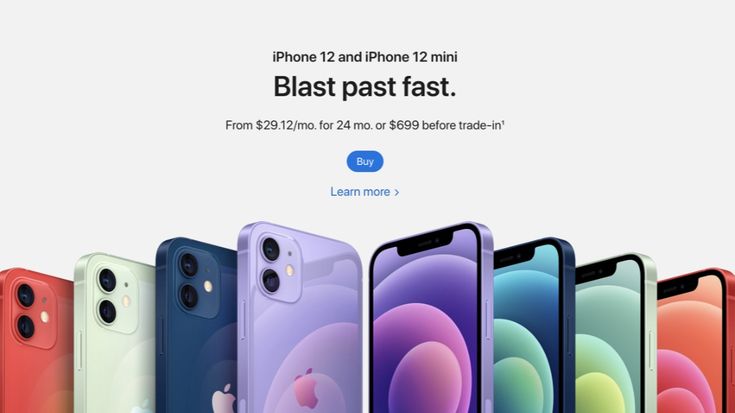 iPhone 12 and iPhone 12 mini
Blast past fast.
From $29.12/mo. for 24 mo. or $699 before trade-in¹
Buy
Learn more >